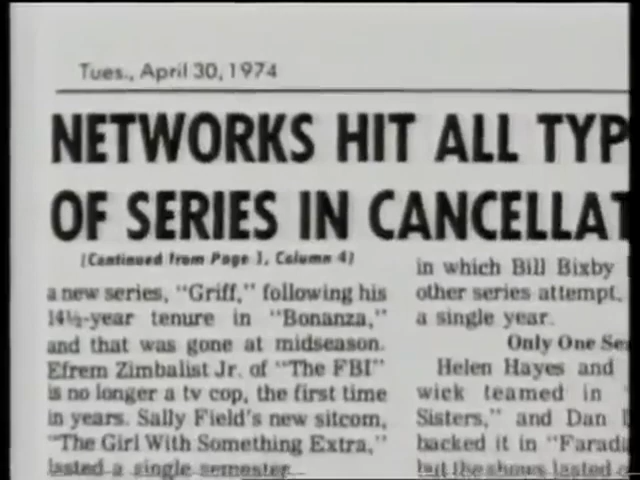 Tues., April 30, 1974
NETWORKS HIT ALL TYP
OF SERIES IN CANCELLAT
(Continued from Page 1, Column 4)
a new series, "Griff," following his
14½-year tenure in "Bonanza,"
and that was gone at midseason.
Efrem Zimbalist Jr. of "The FBI"
is no longer a tv cop, the first time
in years. Sally Field's new sitcom,
"The Girl With Something Extra,"
lasted a single semester
in which Bill Bixby
other series attempt,
a single year.
Only One Se
Helen Hayes and
wick teamed in
Sisters," and Dan
backed it in "Faradi
but the shows lasted